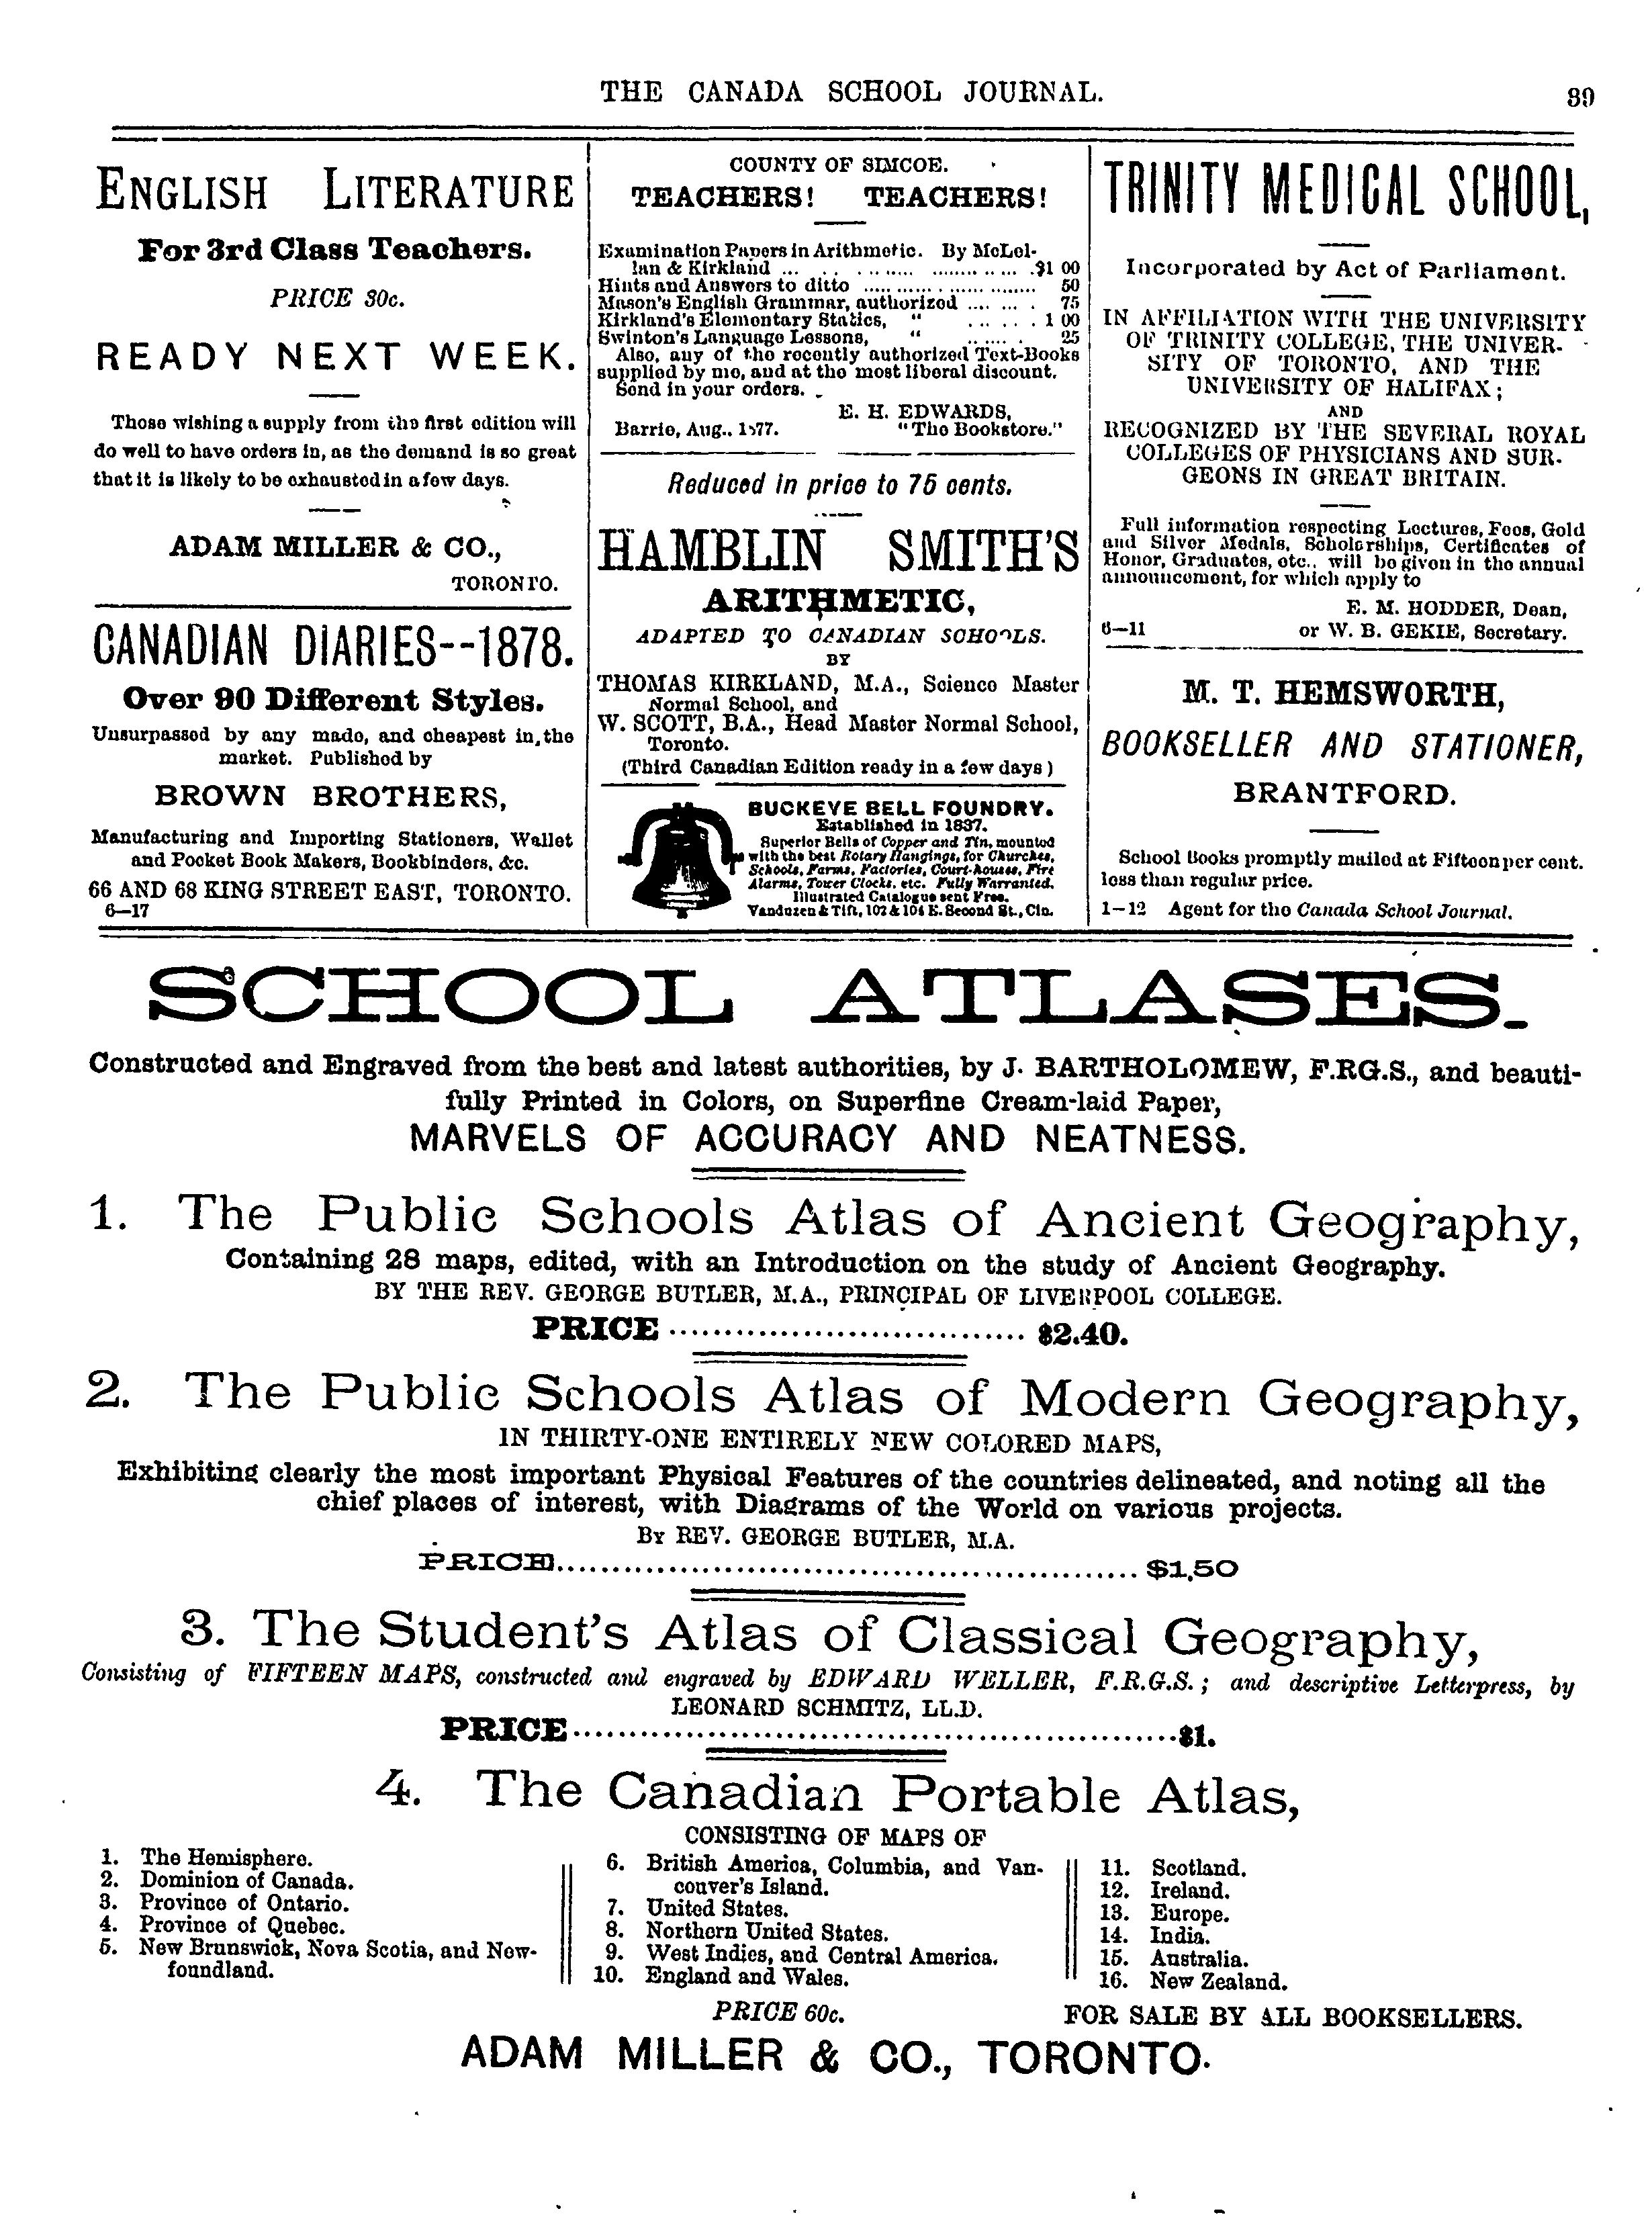 THE CANADA SCHOOL JOURNAL.
39
ENGLISH LITERATURE
For 3rd Class Teachers.
PRICE 30c.
READY NEXT WEEK.
Those wishing a supply from the first edition will
do well to have orders in, as the demand is so great
that it is likely to be exhausted in a few days.
ADAM MILLER & CO.,
TORONTO.
CANADIAN DIARIES--1878.
Over 90 Different Styles.
Unsurpassed by any made, and cheapest in the
market. Published by
BROWN BROTHERS,
Manufacturing and Importing Stationers, Wallet
and Pocket Book Makers, Bookbinders, &c.
66 AND 68 KING STREET EAST, TORONTO.
6—17
COUNTY OF SIMCOE.
TEACHERS! TEACHERS!
Examination Papers in Arithmetic. By McLel-
lan & Kirkland ... .. . ........ ............ .$1 00
Hints and Answers to ditto ..... ........ . ............ 50
Mason's English Grammar, authorized .... ... . 75
Kirkland's Elementary Statics, " ... .. . . 1 00
Swinton's Language Lessons, " ...... . 25
Also, any of the recently authorized Text-Books
supplied by me, and at the most liberal discount.
Send in your orders.
E. H. EDWARDS,
Barrie, Aug.. 1877. "The Bookstore."
Reduced in price to 75 cents.
HAMBLIN SMITH'S
ARITHMETIC,
ADAPTED TO CANADIAN SCHOOLS.
BY
THOMAS KIRKLAND, M.A., Science Master
Normal School, and
W. SCOTT, B.A., Head Master Normal School,
Toronto.
(Third Canadian Edition ready in a few days)
BUCKEYE BELL FOUNDRY.
Established in 1837.
Superior Bells of Copper and Tin, mounted
with the best Rotary Hangings, for Churches,
Schools, Farms, Factories, Court-houses, Fire
Alarms, Tower Clocks, etc. Fully Warranted.
Illustrated Catalogue sent Free.
Vanduzen & Tift, 102 & 104 E. Second St., Cin.
TRINITY MEDICAL SCHOOL,
Incorporated by Act of Parliament.
IN AFFILIATION WITH THE UNIVERSITY
OF TRINITY COLLEGE, THE UNIVER-
SITY OF TORONTO, AND THE
UNIVERSITY OF HALIFAX;
AND
RECOGNIZED BY THE SEVERAL ROYAL
COLLEGES OF PHYSICIANS AND SUR-
GEONS IN GREAT BRITAIN.
Full information respecting Lectures, Fees, Gold
and Silver Medals, Scholarships, Certificates of
Honor, Graduates, etc., will be given in the annual
announcement, for which apply to
E. M. HODDER, Dean,
6—11 or W. B. GEKIE, Secretary.
M. T. HEMSWORTH,
BOOKSELLER AND STATIONER,
BRANTFORD.
School Books promptly mailed at Fifteen per cent.
less than regular price.
1—12 Agent for the Canada School Journal.
SCHOOL ATLASES.
Constructed and Engraved from the best and latest authorities, by J. BARTHOLOMEW, F.RG.S., and beauti-
fully Printed in Colors, on Superfine Cream-laid Paper,
MARVELS OF ACCURACY AND NEATNESS.
1. The Public Schools Atlas of Ancient Geography,
Containing 28 maps, edited, with an Introduction on the study of Ancient Geography.
BY THE REV. GEORGE BUTLER, M.A., PRINCIPAL OF LIVERPOOL COLLEGE.
PRICE ................................ $2.40.
2. The Public Schools Atlas of Modern Geography,
IN THIRTY-ONE ENTIRELY NEW COLORED MAPS,
Exhibiting clearly the most important Physical Features of the countries delineated, and noting all the
chief places of interest, with Diagrams of the World on various projects.
By REV. GEORGE BUTLER, M.A.
PRICE.................................................... $1,50
3. The Student's Atlas of Classical Geography,
Consisting of FIFTEEN MAPS, constructed and engraved by EDWARD WELLER, F.R.G.S.; and descriptive Letterpress, by
LEONARD SCHMITZ, LL.D.
PRICE......................................................$1.
4. The Canadian Portable Atlas,
CONSISTING OF MAPS OF
1. The Hemisphere.
2. Dominion of Canada.
3. Province of Ontario.
4. Province of Quebec.
5. New Brunswick, Nova Scotia, and New-
foundland.
6. British America, Columbia, and Van-
couver's Island.
7. United States.
8. Northern United States.
9. West Indies, and Central America.
10. England and Wales.
11. Scotland.
12. Ireland.
13. Europe.
14. India.
15. Australia.
16. New Zealand.
PRICE 60c. FOR SALE BY ALL BOOKSELLERS.
ADAM MILLER & CO., TORONTO.